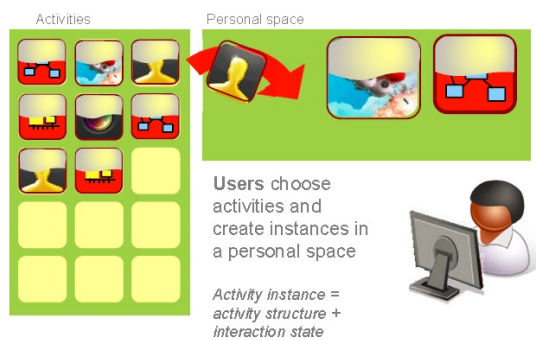 Activities
Personal space
Users choose
activities and
create instances in
a personal space
Activity instance =
activity structure +
interaction state